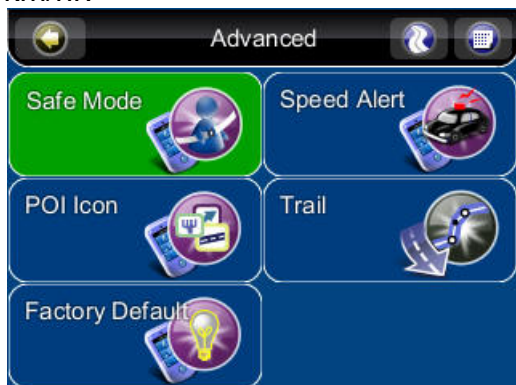 Advanced
Safe Mode
Speed Alert
POI Icon
Trail
Factory Default